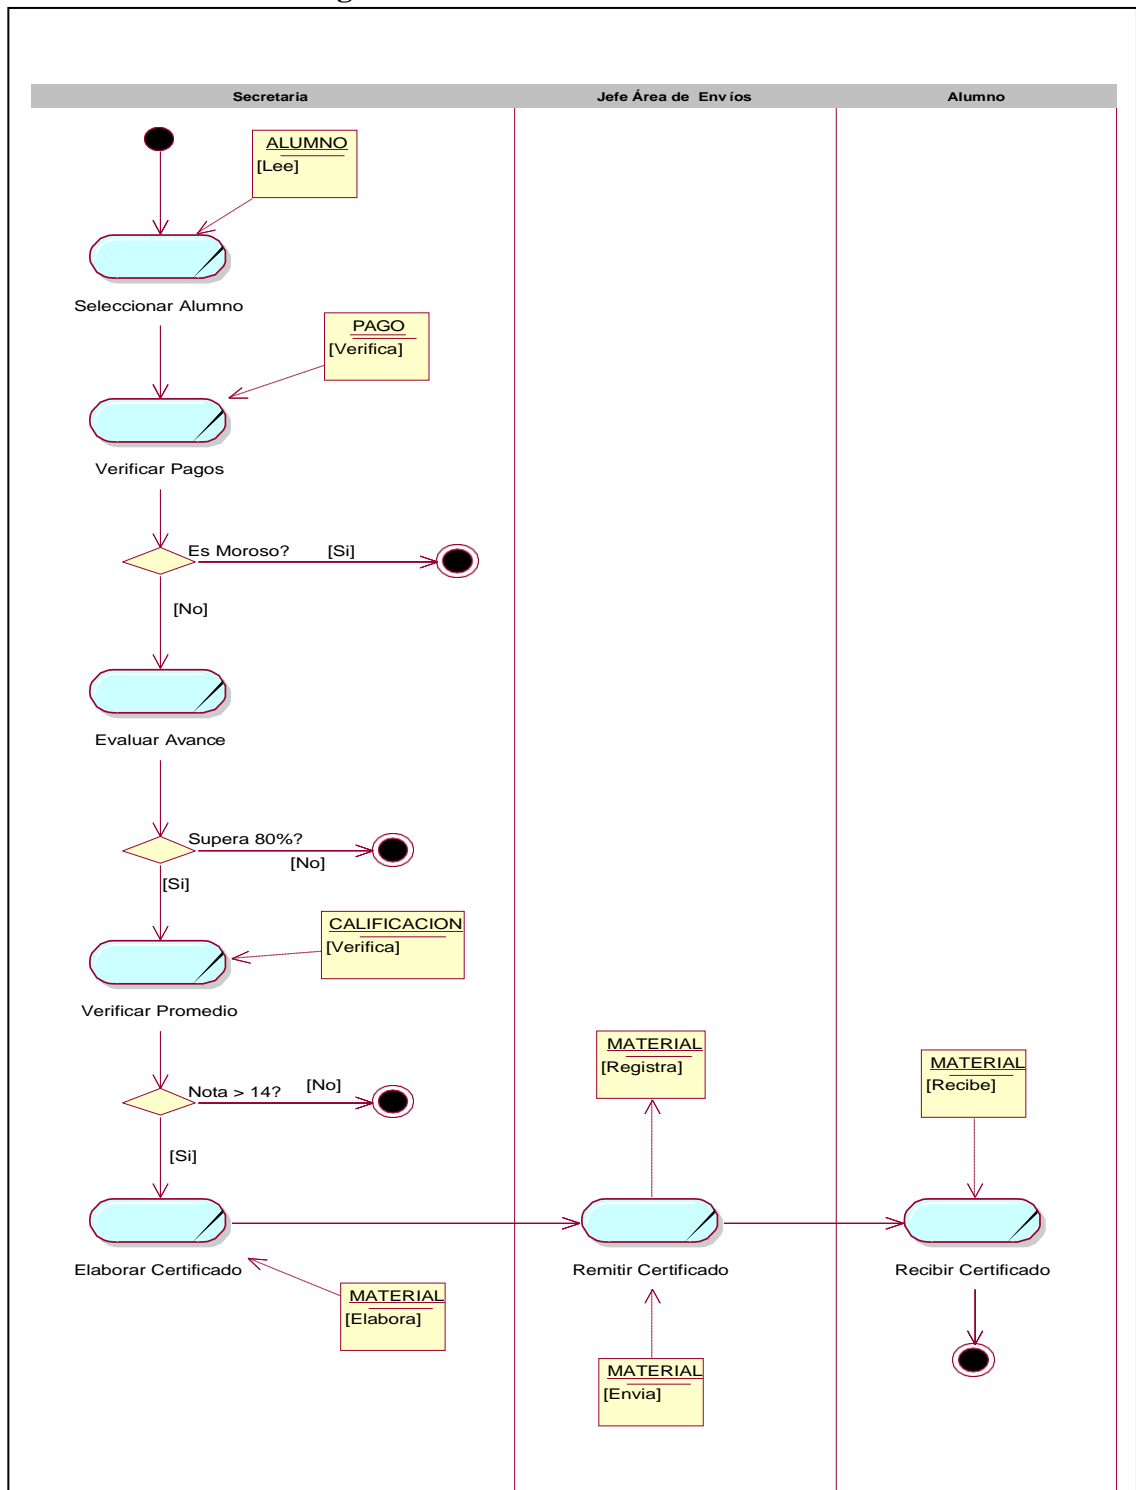 Secretaria
Jefe Área de Envíos
Alumno
ALUMNO
[Lee]
Seleccionar Alumno
PAGO
[Verifica]
Verificar Pagos
Es Moroso? [Si]
[No]
Evaluar Avance
Supera 80%?
[No]
[Si]
CALIFICACION
[Verifica]
Verificar Promedio
Nota > 14? [No]
[Si]
MATERIAL
[Registra]
MATERIAL
[Recibe]
Elaborar Certificado
Remitir Certificado
Recibir Certificado
MATERIAL
[Elabora]
MATERIAL
[Envia]